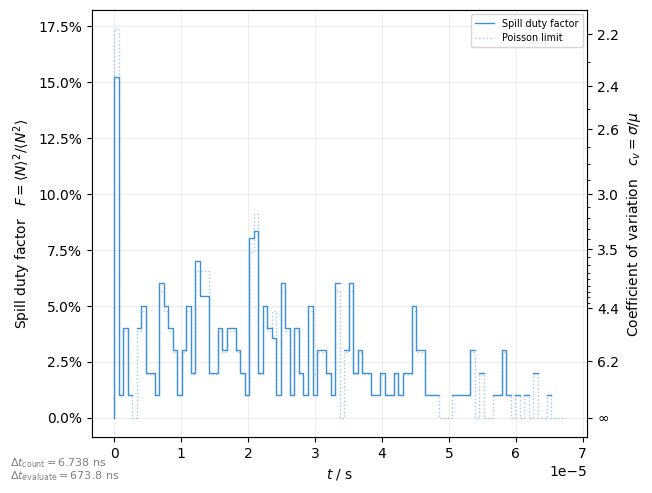 Spill duty factor
Poisson limit
17.5%
15.0%
12.5%
10.0%
7.5%
5.0%
2.5%
0.0%
Spill duty factor F = ⟨N⟩²/⟨N²⟩
2.2
2.4
2.6
3.0
3.5
4.4
6.2
∞
Coefficient of variation c_v = σ/μ
0 1 2 3 4 5 6 7
1e−5
t / s
Δt_count = 6.738 ns
Δt_evaluate = 673.8 ns